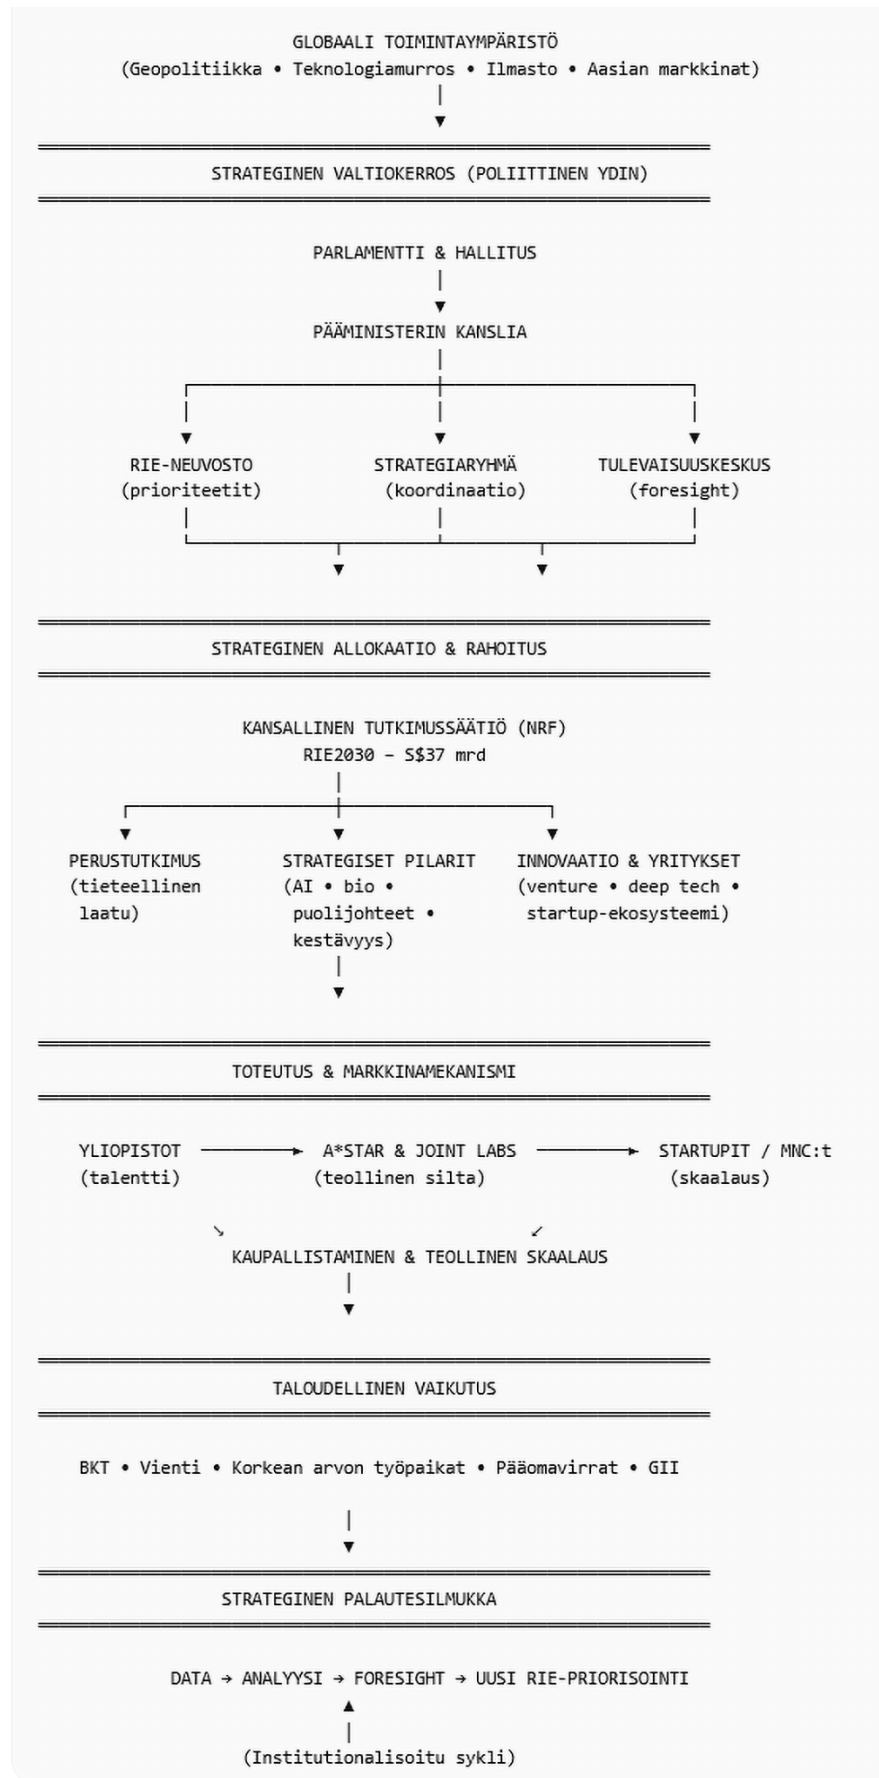 GLOBAALI TOIMINTAYMPÄRISTÖ
(Geopolitiikka • Teknologiamurros • Ilmasto • Aasian markkinat)
STRATEGINEN VALTIOKERROS (POLIITTINEN YDIN)
PARLAMENTTI & HALLITUS
PÄÄMINISTERIN KANSLIA
RIE-NEUVOSTO STRATEGIARYHMÄ TULEVAISUUSKESKUS
(prioriteetit) (koordinaatio) (foresight)
STRATEGINEN ALLOKAATIO & RAHOITUS
KANSALLINEN TUTKIMUSSÄÄTIÖ (NRF)
RIE2030 – S$37 mrd
PERUSTUTKIMUS STRATEGISET PILARIT INNOVAATIO & YRITYKSET
(tieteellinen (AI • bio • (venture • deep tech •
laatu) puolijohteet • startup-ekosysteemi)
kestävyys)
TOTEUTUS & MARKKINAMEKANISMI
YLIOPISTOT ───────► A*STAR & JOINT LABS ───────► STARTUPIT / MNC:t
(talentti) (teollinen silta) (skaalaus)
↘ ↙
KAUPALLISTAMINEN & TEOLLINEN SKAALAUS
TALOUDELLINEN VAIKUTUS
BKT • Vienti • Korkean arvon työpaikat • Pääomavirrat • GII
STRATEGINEN PALAUTESILMUKKA
DATA → ANALYYSI → FORESIGHT → UUSI RIE-PRIORISOINTI
(Institutionalisoitu sykli)